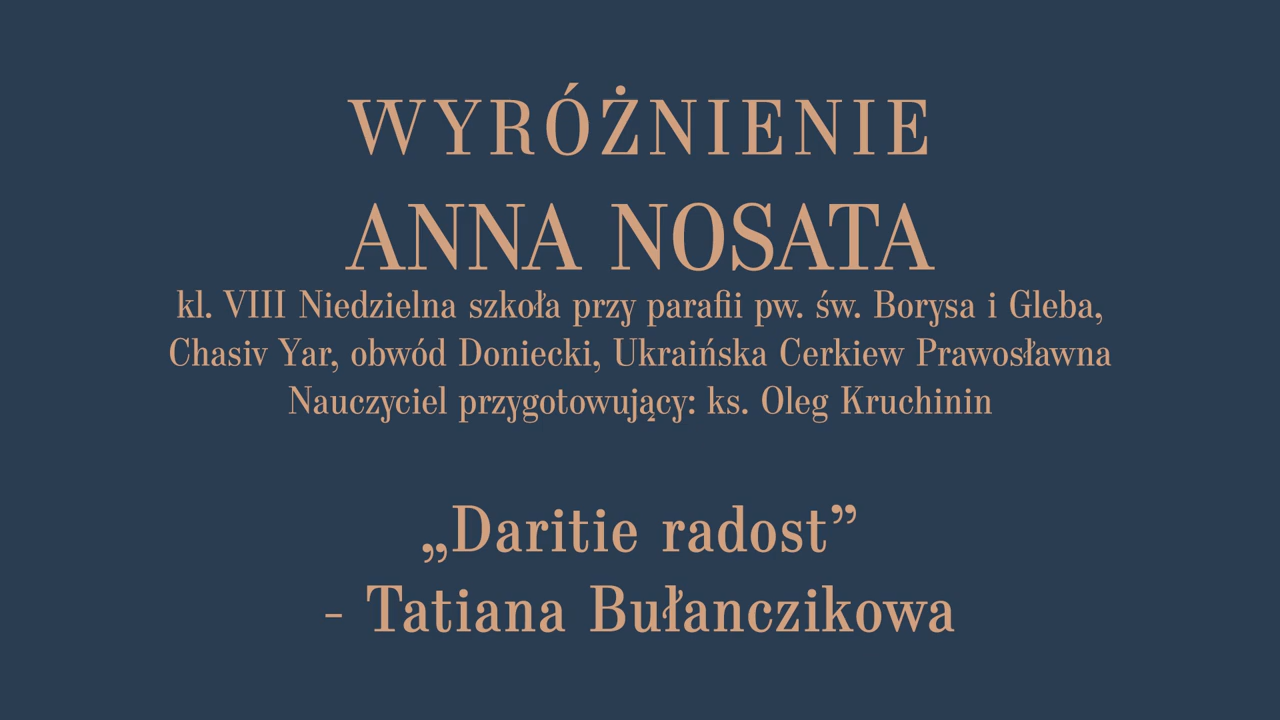 WYRÓŻNIENIE
ANNA NOSATA
kl. VIII Niedzielna szkoła przy parafii pw. św. Borysa i Gleba,
Chasiv Yar, obwód Doniecki, Ukraińska Cerkiew Prawosławna
Nauczyciel przygotowujący: ks. Oleg Kruchinin
„Daritie radost”
- Tatiana Bułanczikowa